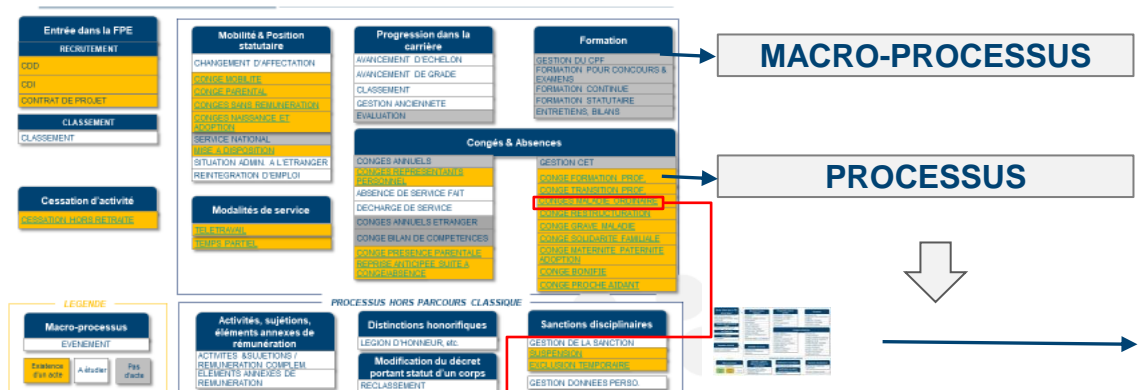 Entrée dans la FPE
RECRUTEMENT
CDD
CDI
CONTRAT DE PROJET
CLASSEMENT
CLASSEMENT
Cessation d'activité
CESSATION HORS RETRAITE
Mobilité & Position
statutaire
CHANGEMENT D'AFFECTATION
CONGE MOBILITE
CONGE PARENTAL
CONGES SANS REMUNERATION
CONGES NAISSANCE ET
ADOPTION
SERVICE NATIONAL
MISE A DISPOSITION
SITUATION ADMIN. A L'ETRANGER
REINTEGRATION D'EMPLOI
Modalités de service
TELETRAVAIL
TEMPS PARTIEL
Progression dans la
carrière
AVANCEMENT D'ECHELON
AVANCEMENT DE GRADE
CLASSEMENT
GESTION ANCIENNETE
EVALUATION
Formation
GESTION DU CPF
FORMATION POUR CONCOURS &
EXAMENS
FORMATION CONTINUE
FORMATION STATUTAIRE
ENTRETIENS, BILANS
Congés & Absences
CONGES ANNUELS
CONGES REPRESENTANTS
PERSONNEL
ABSENCE DE SERVICE FAIT
DECHARGE DE SERVICE
CONGES ANNUELS ETRANGER
CONGE BILAN DE COMPETENCES
CONGE PRESENCE PARENTALE
REPRISE ANTICIPEE SUITE A
CONGE/ABSENCE
GESTION CET
CONGE FORMATION PROF.
CONGE TRANSITION PROF.
CONGES MALADIE ORDINAIRE
CONGE RESTRUCTURATION
CONGE GRAVE MALADIE
CONGE SOLIDARITE FAMILIALE
CONGE MATERNITE PATERNITE
ADOPTION
CONGE BONIFIE
CONGE PROCHE AIDANT
MACRO-PROCESSUS
PROCESSUS
LEGENDE
Macro-processus
EVENEMENT
Existence
d'un acte
A étudier
Pas
d'acte
PROCESSUS HORS PARCOURS CLASSIQUE
Activités, sujétions,
éléments annexes de
rémunération
ACTIVITES &SUJETIONS /
REMUNERATION COMPLEM.
ELEMENTS ANNEXES DE
REMUNERATION
Distinctions honorifiques
LEGION D'HONNEUR, etc.
Modification du décret
portant statut d'un corps
RECLASSEMENT
Sanctions disciplinaires
GESTION DE LA SANCTION
SUSPENSION
EXCLUSION TEMPORAIRE
GESTION DONNEES PERSO.